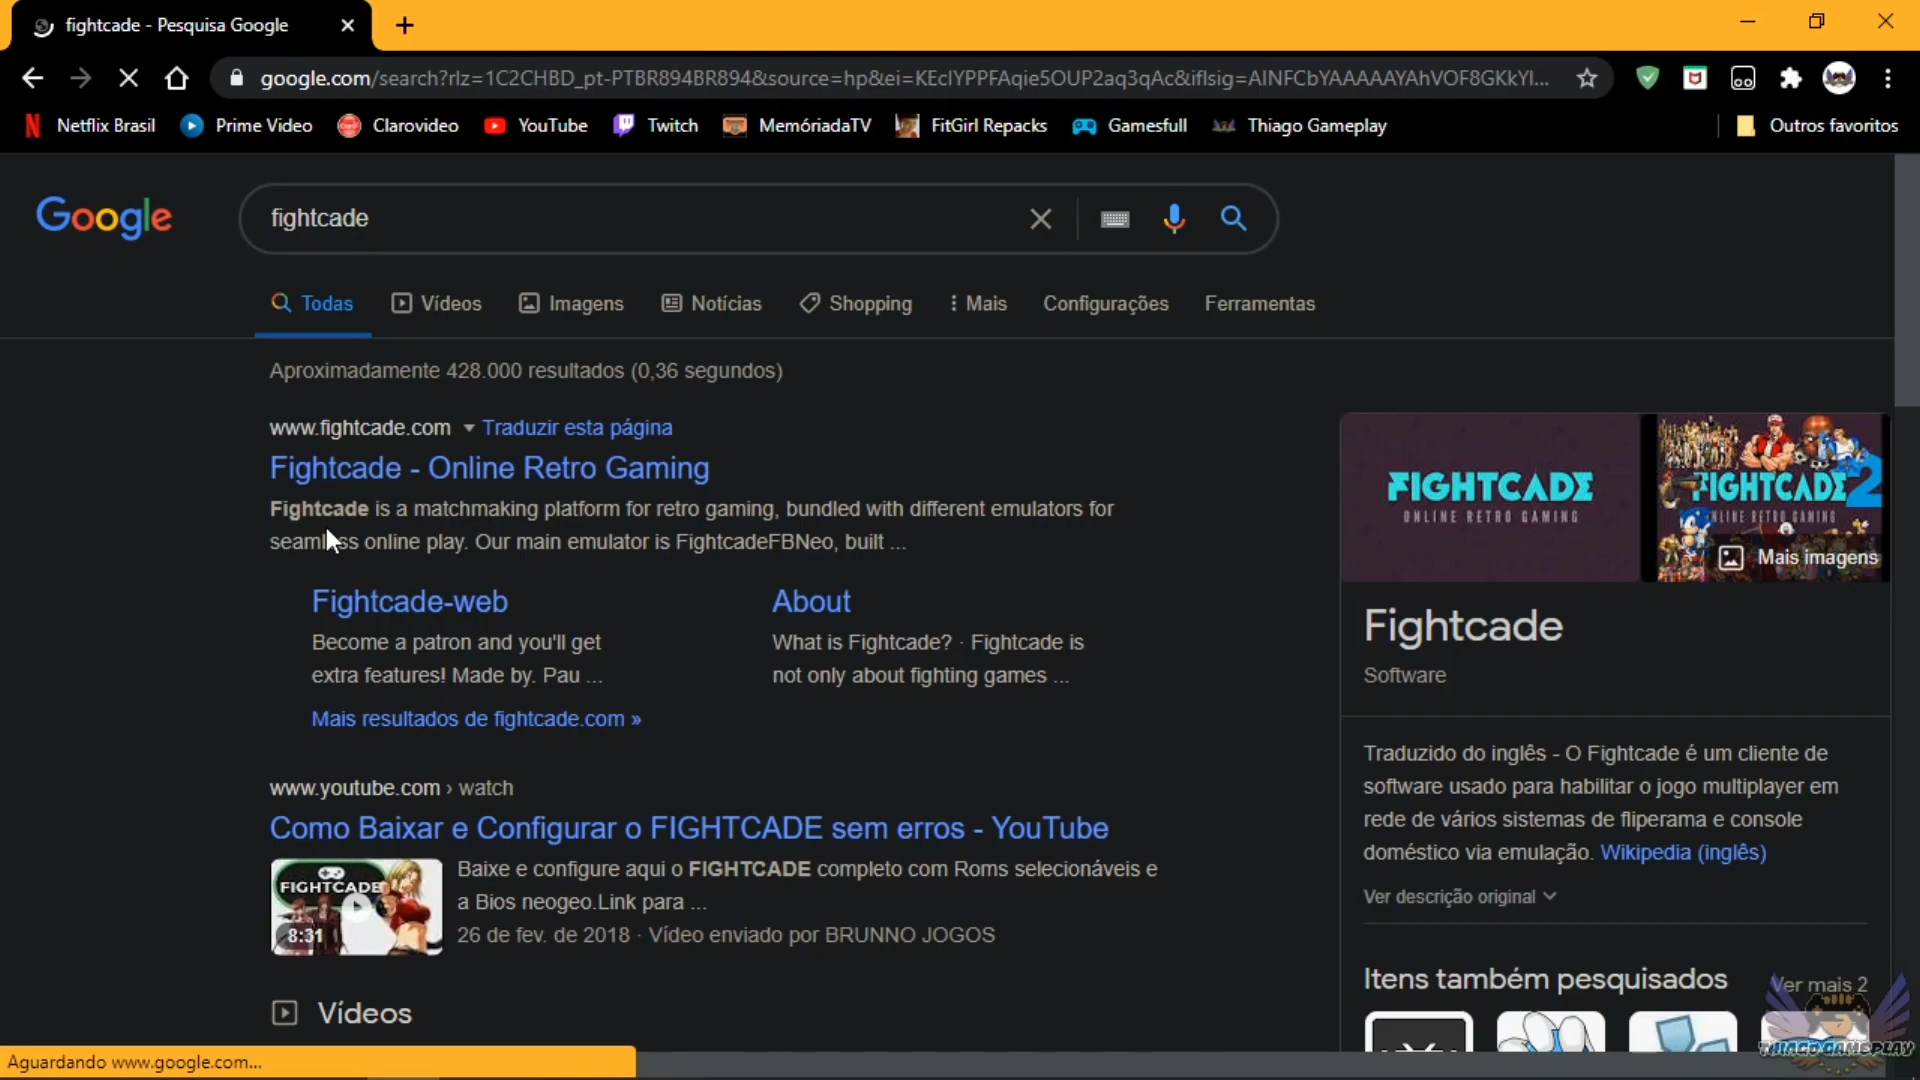 fightcade - Pesquisa Google
google.com/search?rlz=1C2CHBD_pt-PTBR894BR894&source=hp&ei=KEclYPPFAqie5OUP2aq3qAc&iflsig=AINFCbYAAAAAYAhVOF8GKkYl...
Netflix Brasil
Prime Video
Clarovideo
YouTube
Twitch
MemóriadaTV
FitGirl Repacks
Gamesfull
Thiago Gameplay
Outros favoritos
Google
fightcade
Todas
Vídeos
Imagens
Notícias
Shopping
Mais
Configurações
Ferramentas
Aproximadamente 428.000 resultados (0,36 segundos)
www.fightcade.com Traduzir esta página
Fightcade - Online Retro Gaming
Fightcade is a matchmaking platform for retro gaming, bundled with different emulators for
seamless online play. Our main emulator is FightcadeFBNeo, built ...
Fightcade-web
Become a patron and you'll get
extra features! Made by. Pau ...
About
What is Fightcade? · Fightcade is
not only about fighting games ...
Mais resultados de fightcade.com »
www.youtube.com › watch
Como Baixar e Configurar o FIGHTCADE sem erros - YouTube
FIGHTCADE
8:31
Baixe e configure aqui o FIGHTCADE completo com Roms selecionáveis e
a Bios neogeo.Link para ...
26 de fev. de 2018 · Vídeo enviado por BRUNNO JOGOS
Vídeos
FIGHTCADE
ONLINE RETRO GAMING
FIGHTCADE 2
ONLINE RETRO GAMING
Mais imagens
Fightcade
Software
Traduzido do inglês - O Fightcade é um cliente de
software usado para habilitar o jogo multiplayer em
rede de vários sistemas de fliperama e console
doméstico via emulação. Wikipedia (inglês)
Ver descrição original
Itens também pesquisados
Ver mais 2
THIAGO GAMEPLAY
Aguardando www.google.com...